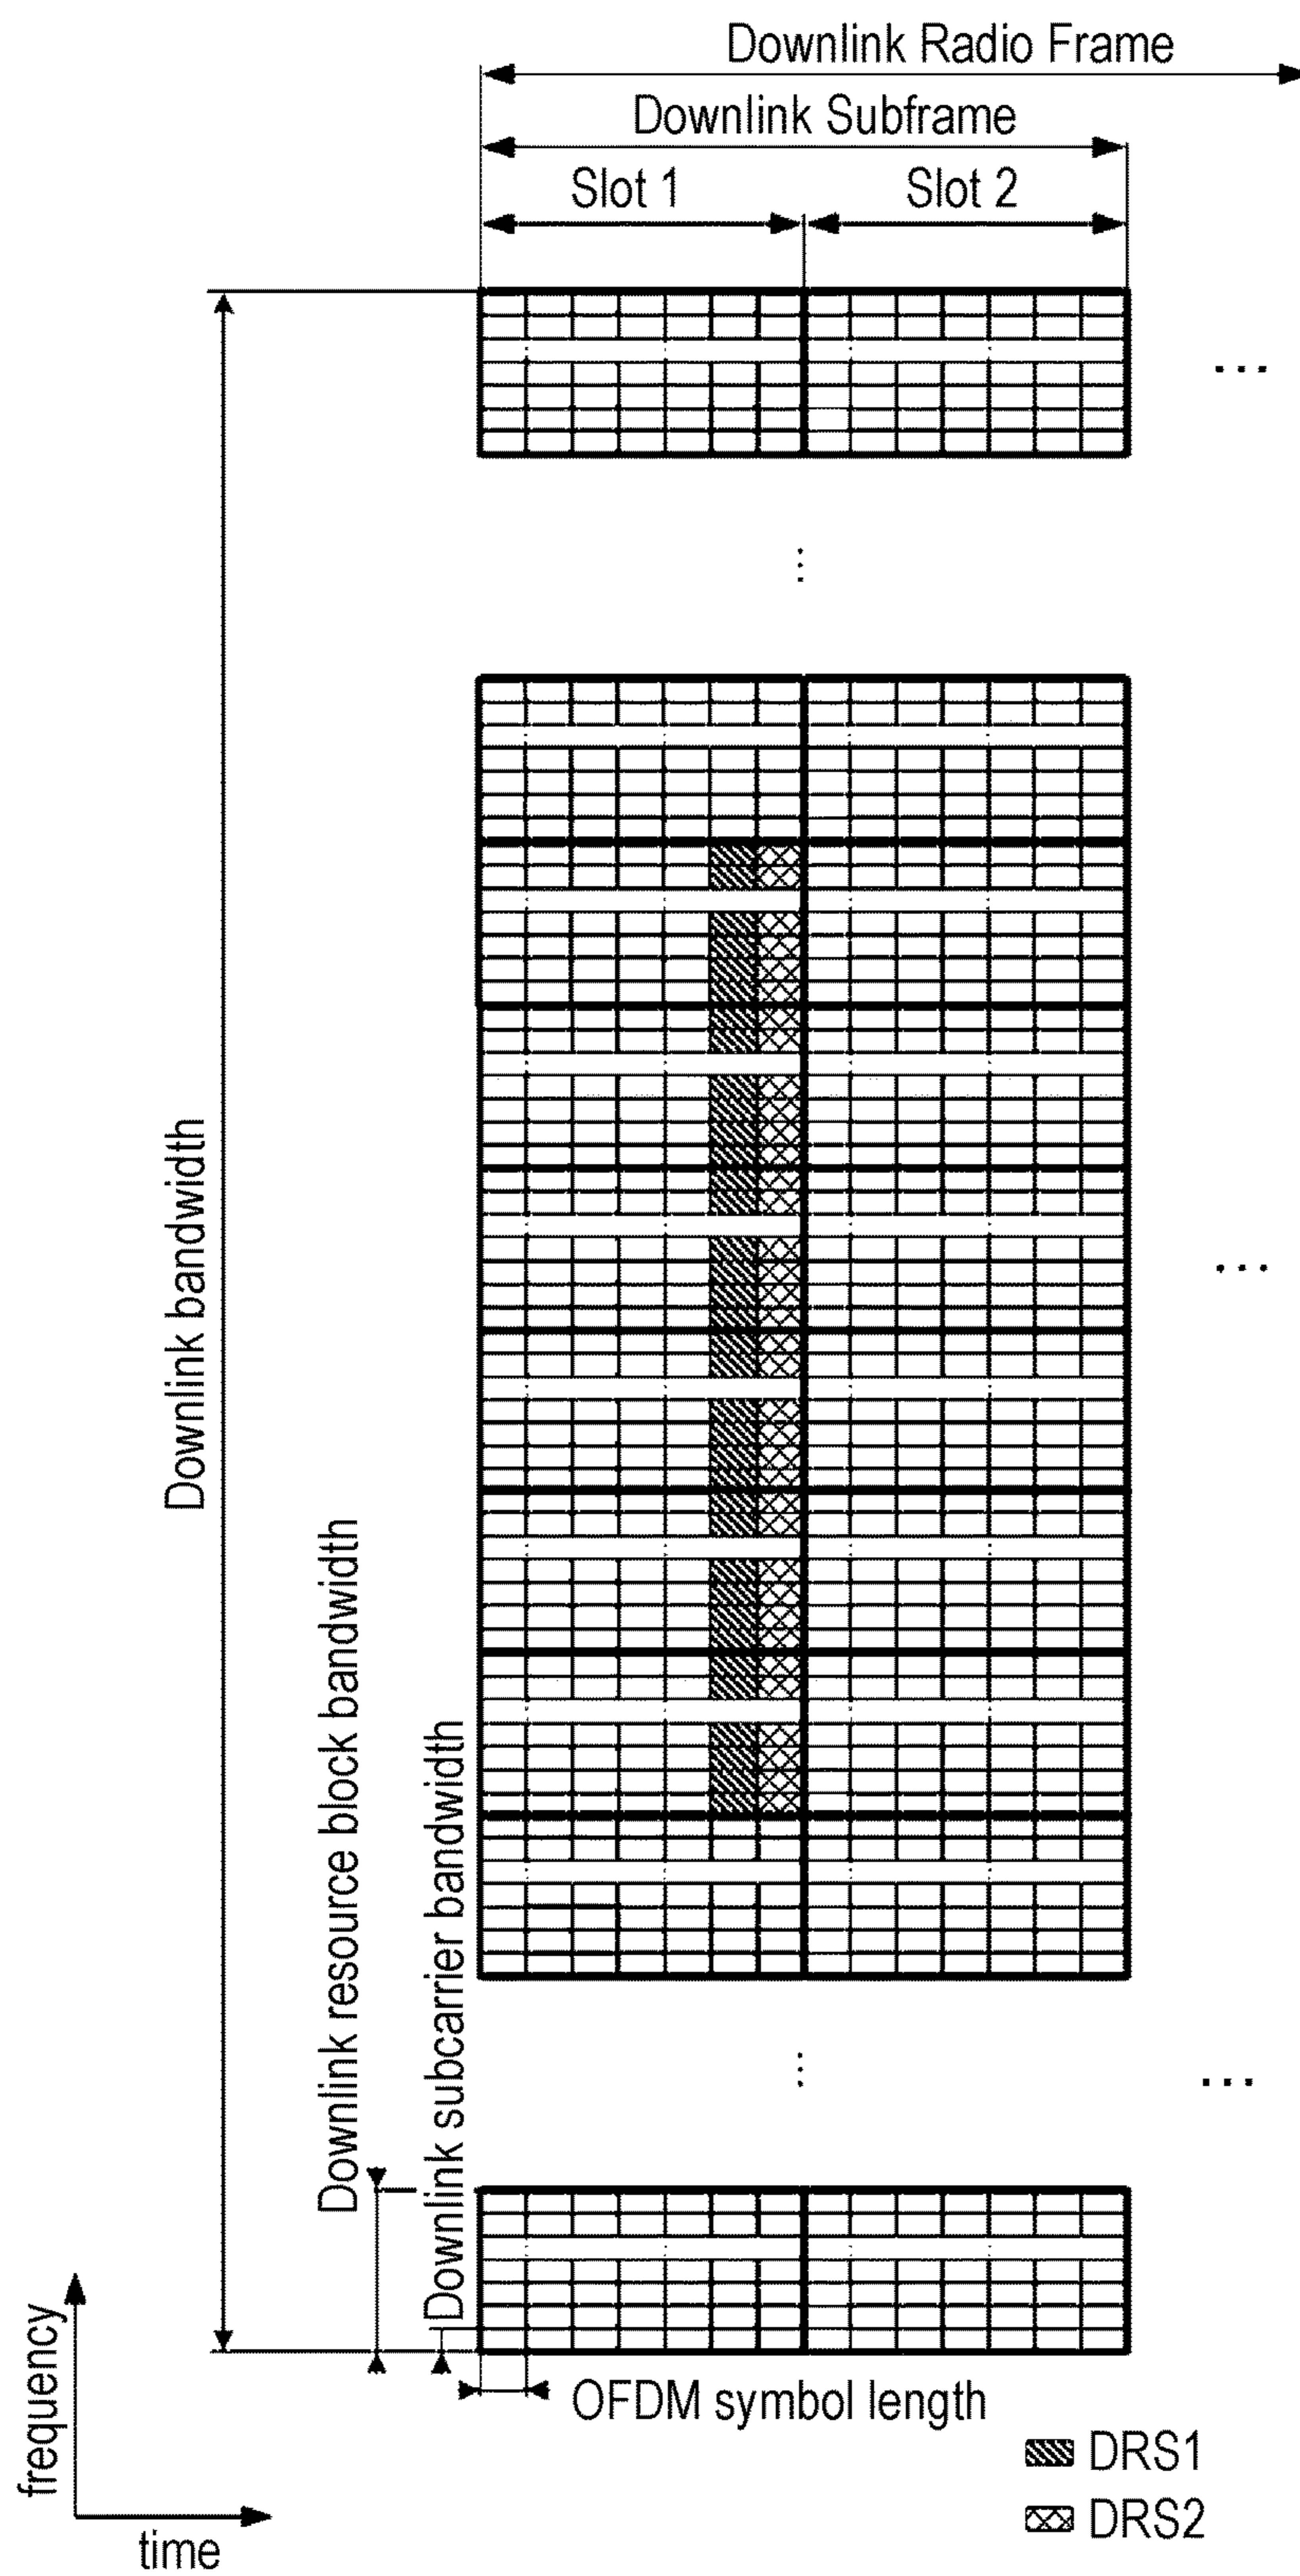 Downlink Radio Frame
Downlink Subframe
Slot 1
Slot 2
...
⋮
Downlink bandwidth
...
Downlink resource block bandwidth
Downlink subcarrier bandwidth
⋮
...
OFDM symbol length
frequency
time
DRS1
DRS2